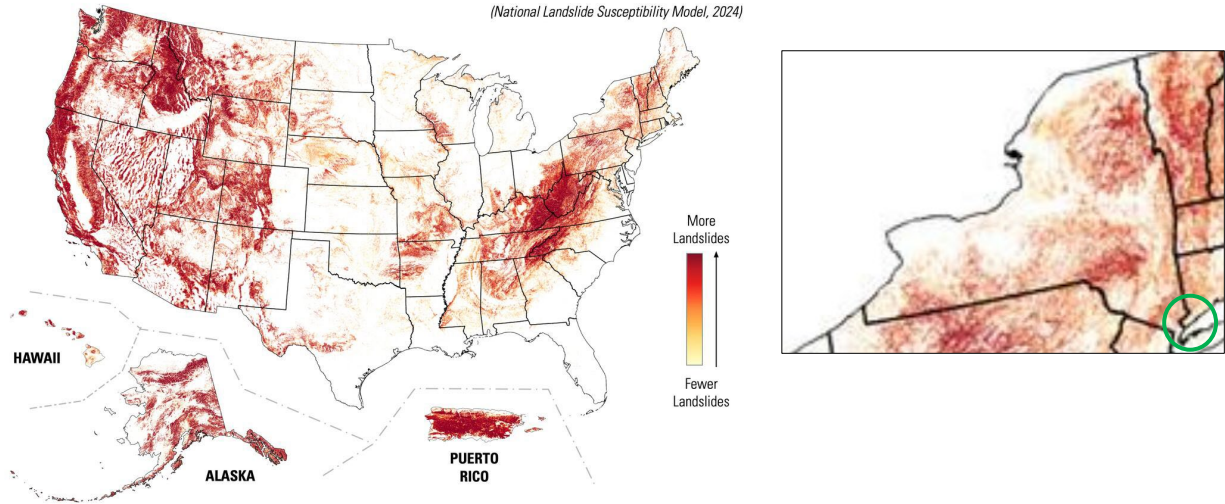 (National Landslide Susceptibility Model, 2024)
More
Landslides
Fewer
Landslides
HAWAII
ALASKA
PUERTO
RICO